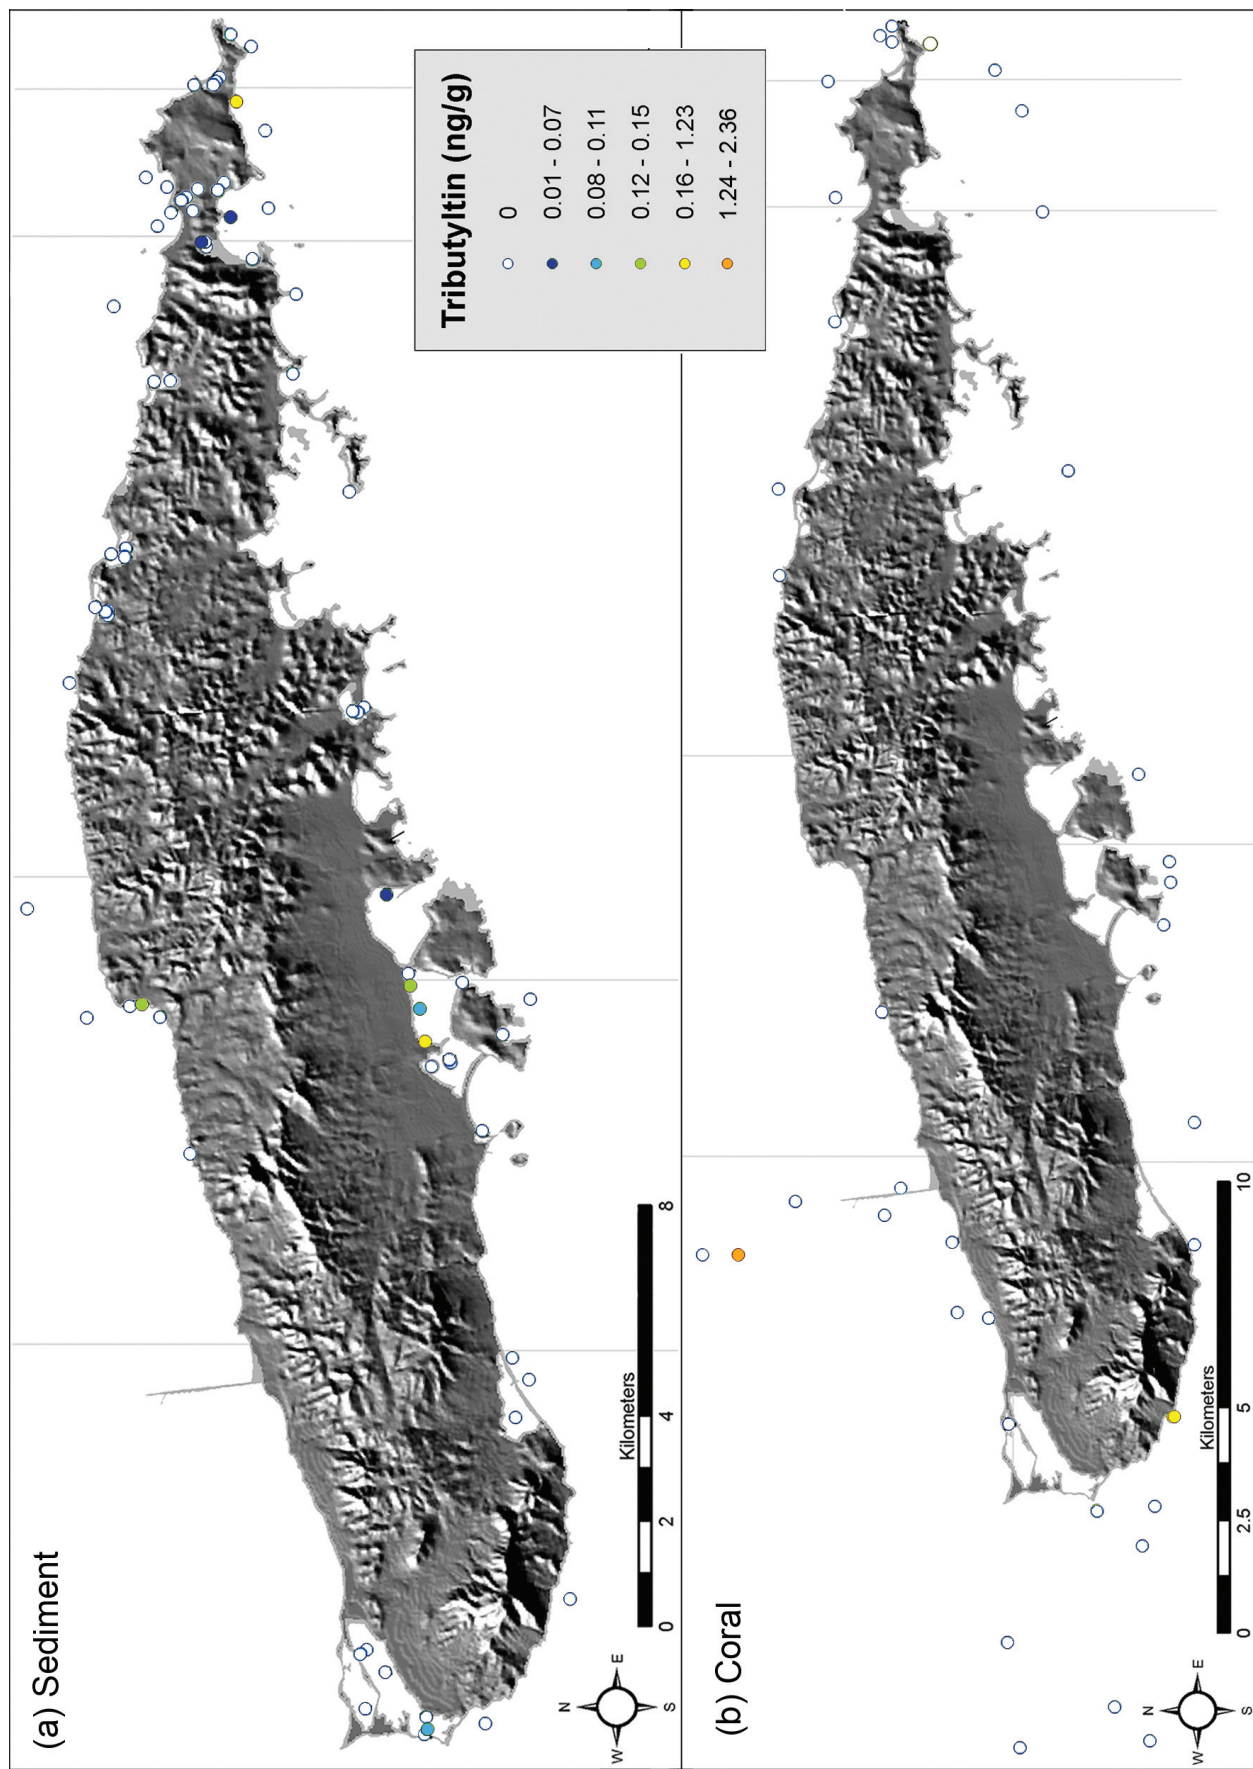 (a) Sediment
Tributyltin (ng/g)
0
0.01 - 0.07
0.08 - 0.11
0.12 - 0.15
0.16 - 1.23
1.24 - 2.36
N
W
E
S
Kilometers
0
2
4
8
(b) Coral
N
W
E
S
Kilometers
0
2.5
5
10